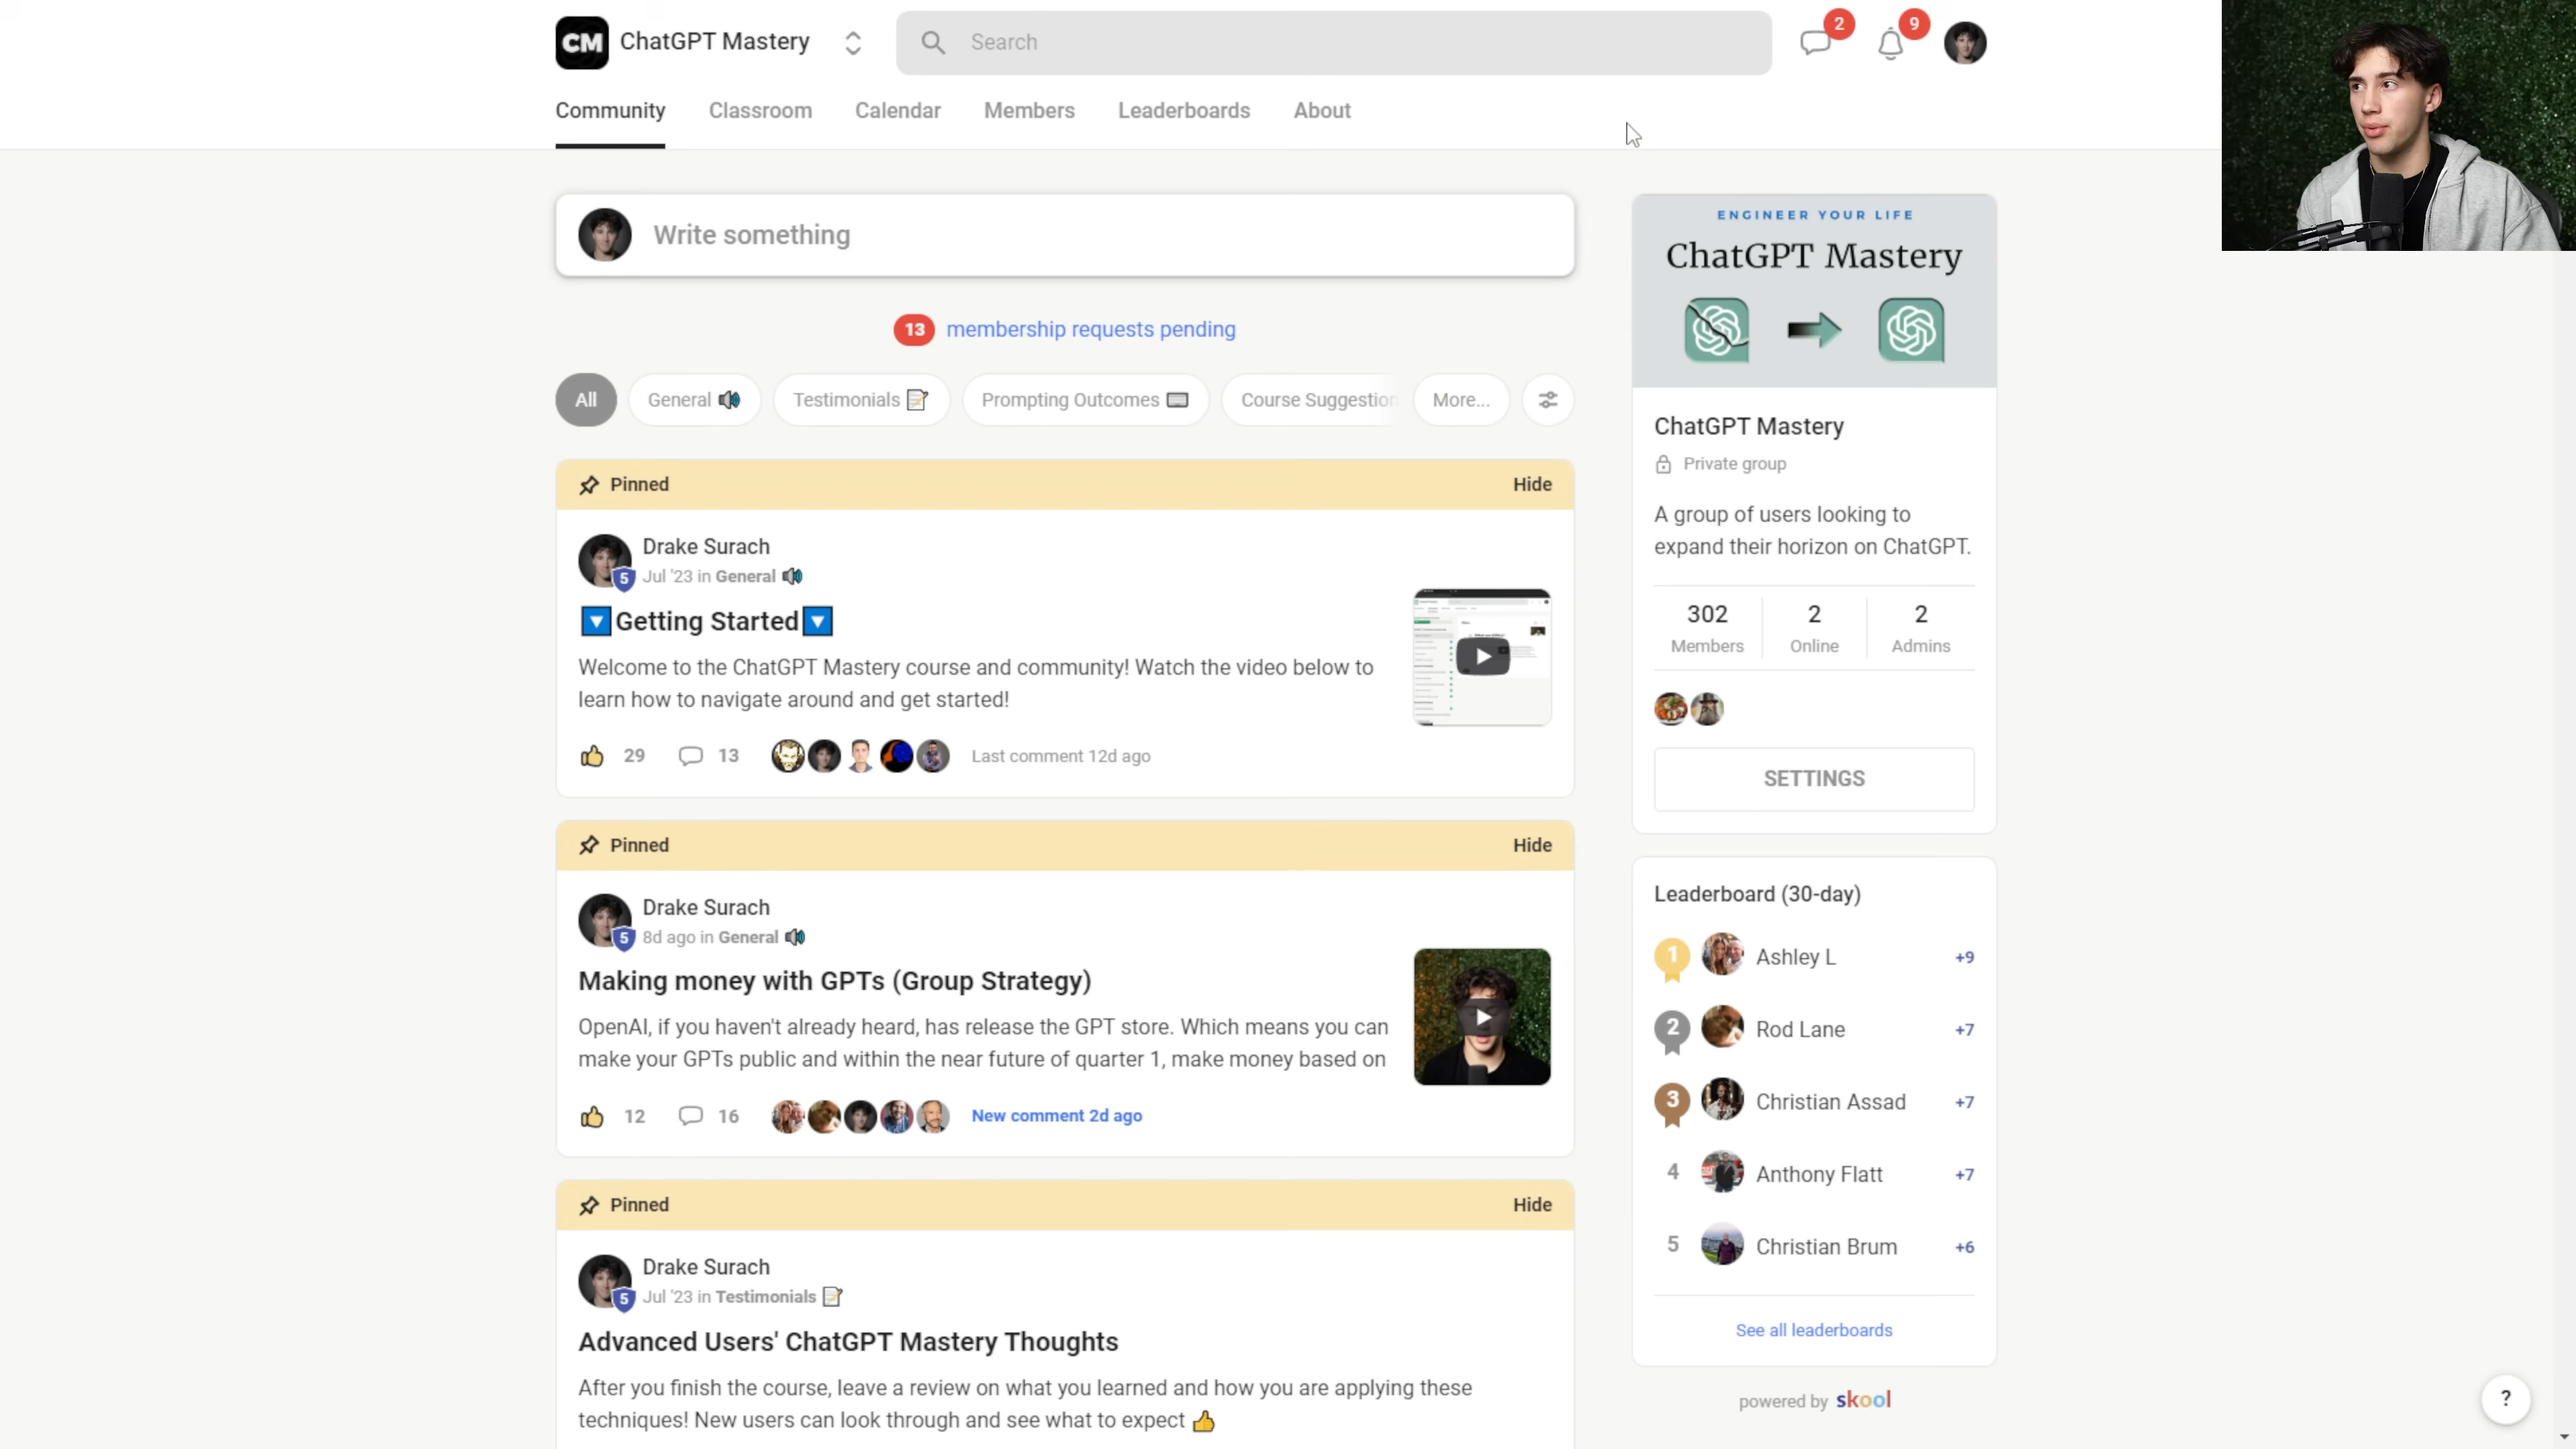 CM ChatGPT Mastery
Search
2
9
Community Classroom Calendar Members Leaderboards About
Write something
13 membership requests pending
All General Testimonials Prompting Outcomes Course Suggestion More...
Pinned Hide
Drake Surach
5 Jul '23 in General
Getting Started
Welcome to the ChatGPT Mastery course and community! Watch the video below to
learn how to navigate around and get started!
29 13 Last comment 12d ago
Pinned Hide
Drake Surach
5 8d ago in General
Making money with GPTs (Group Strategy)
OpenAI, if you haven't already heard, has release the GPT store. Which means you can
make your GPTs public and within the near future of quarter 1, make money based on
12 16 New comment 2d ago
Pinned Hide
Drake Surach
5 Jul '23 in Testimonials
Advanced Users' ChatGPT Mastery Thoughts
After you finish the course, leave a review on what you learned and how you are applying these
techniques! New users can look through and see what to expect
ENGINEER YOUR LIFE
ChatGPT Mastery
ChatGPT Mastery
Private group
A group of users looking to
expand their horizon on ChatGPT.
302 2 2
Members Online Admins
SETTINGS
Leaderboard (30-day)
1 Ashley L +9
2 Rod Lane +7
3 Christian Assad +7
4 Anthony Flatt +7
5 Christian Brum +6
See all leaderboards
powered by skool
?